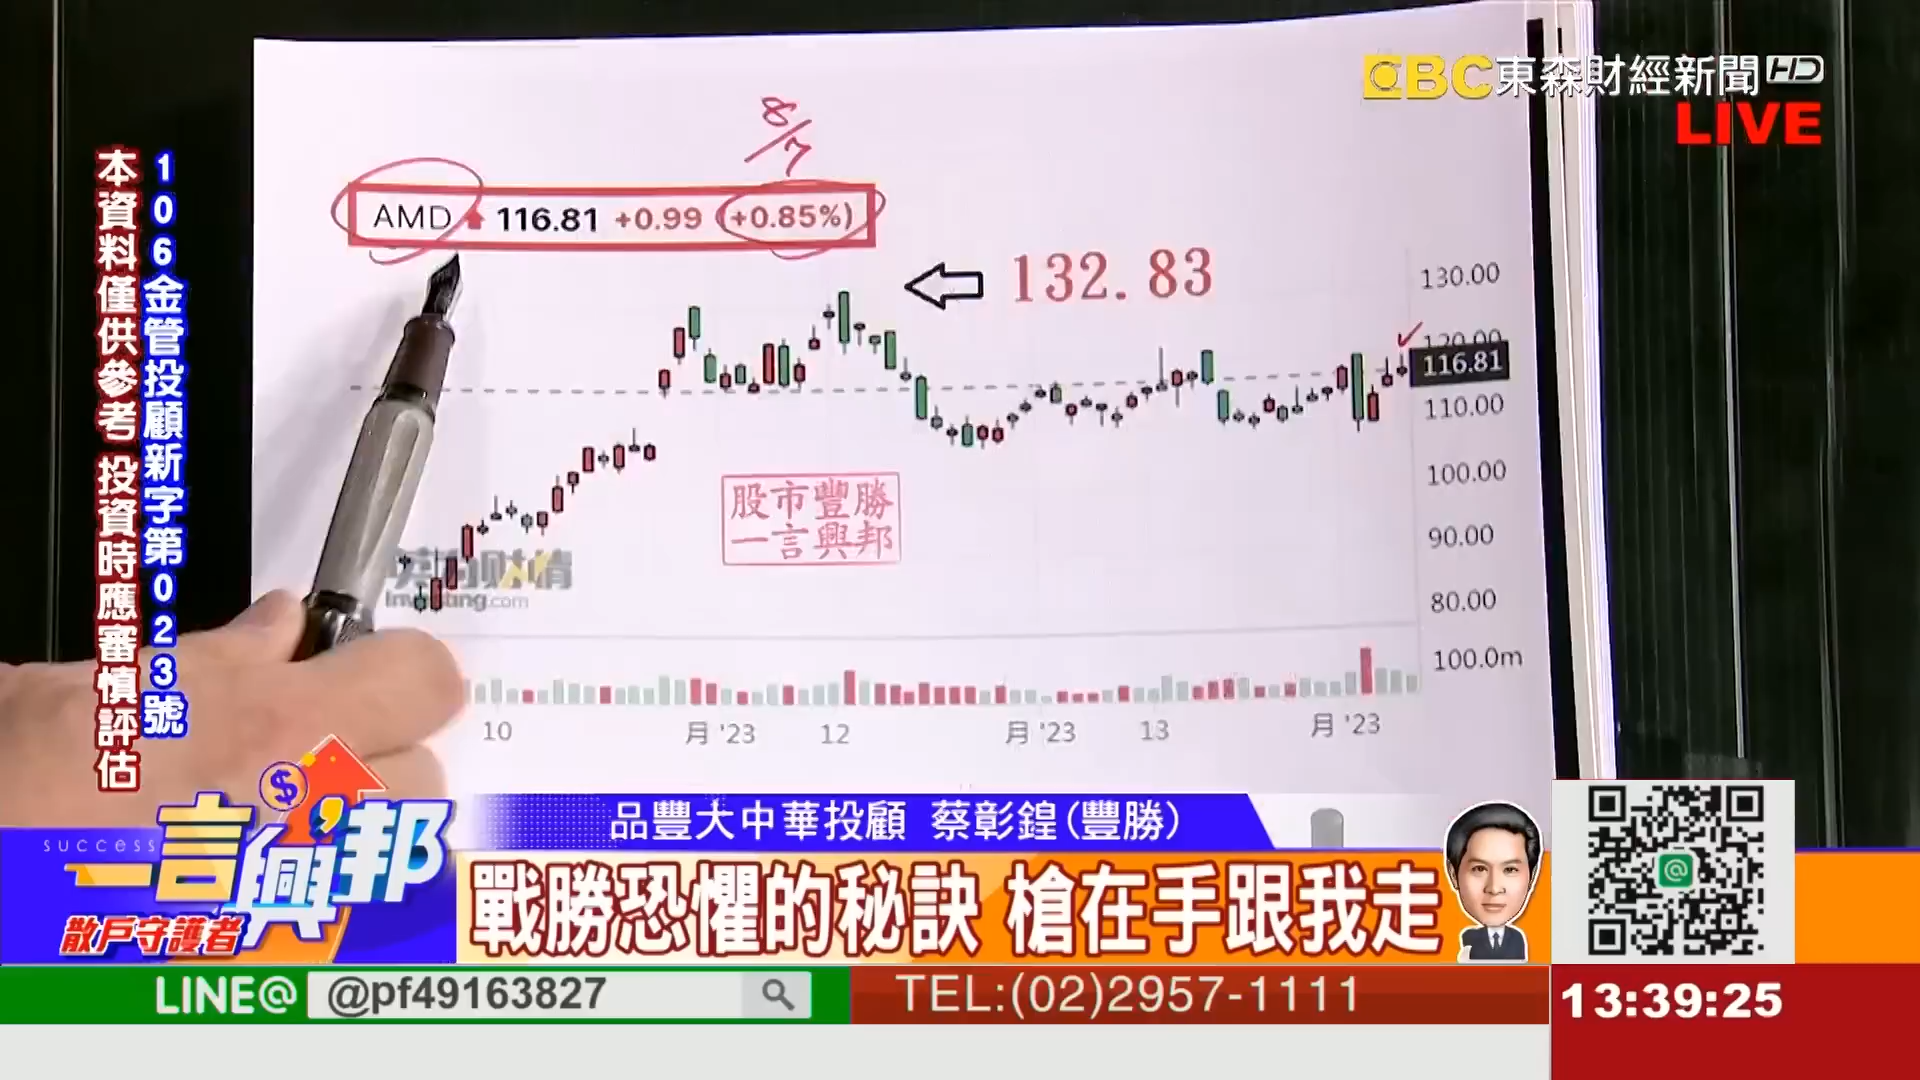 EBC東森財經新聞HD
LIVE
8/7
AMD 116.81 +0.99 (+0.85%)
132.83
130.00
120.00
116.81
110.00
100.00
90.00
80.00
100.0m
股市豐勝
一言興邦
Investing.com
10
月 '23
12
月 '23
13
月 '23
106金管投顧新字第023號
本資料僅供參考 投資時應審慎評估
success
一言興邦
散戶守護者
品豐大中華投顧 蔡彰鍠(豐勝)
戰勝恐懼的秘訣 槍在手跟我走
LINE@ @pf49163827
TEL:(02)2957-1111
13:39:25